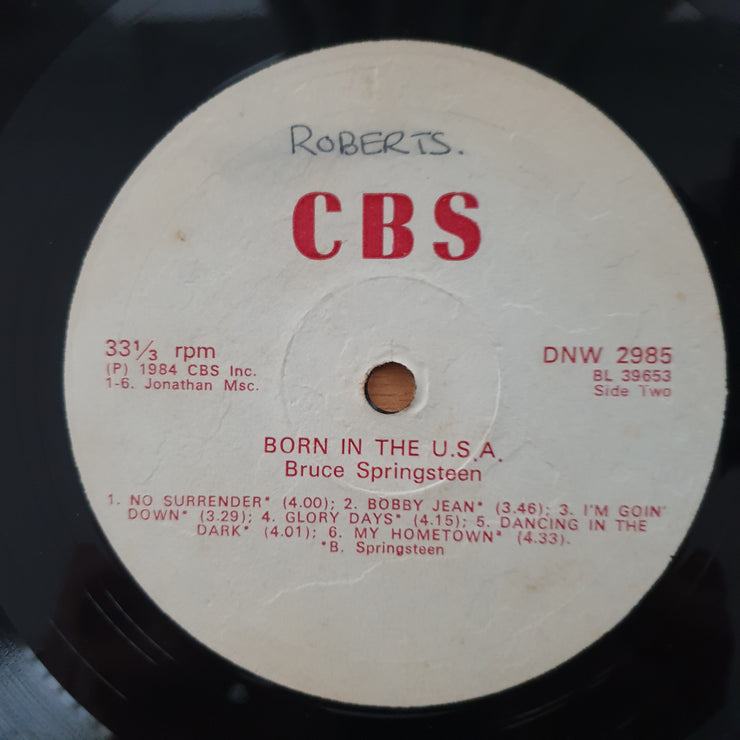 ROBERTS.
CBS
33⅓ rpm
(P) 1984 CBS Inc.
1-6. Jonathan Msc.
DNW 2985
BL 39653
Side Two
BORN IN THE U.S.A.
Bruce Springsteen
1. NO SURRENDER* (4.00); 2. BOBBY JEAN* (3.46); 3. I'M GOIN'
DOWN* (3.29); 4. GLORY DAYS* (4.15); 5. DANCING IN THE
DARK* (4.01); 6. MY HOMETOWN* (4.33).
*B. Springsteen